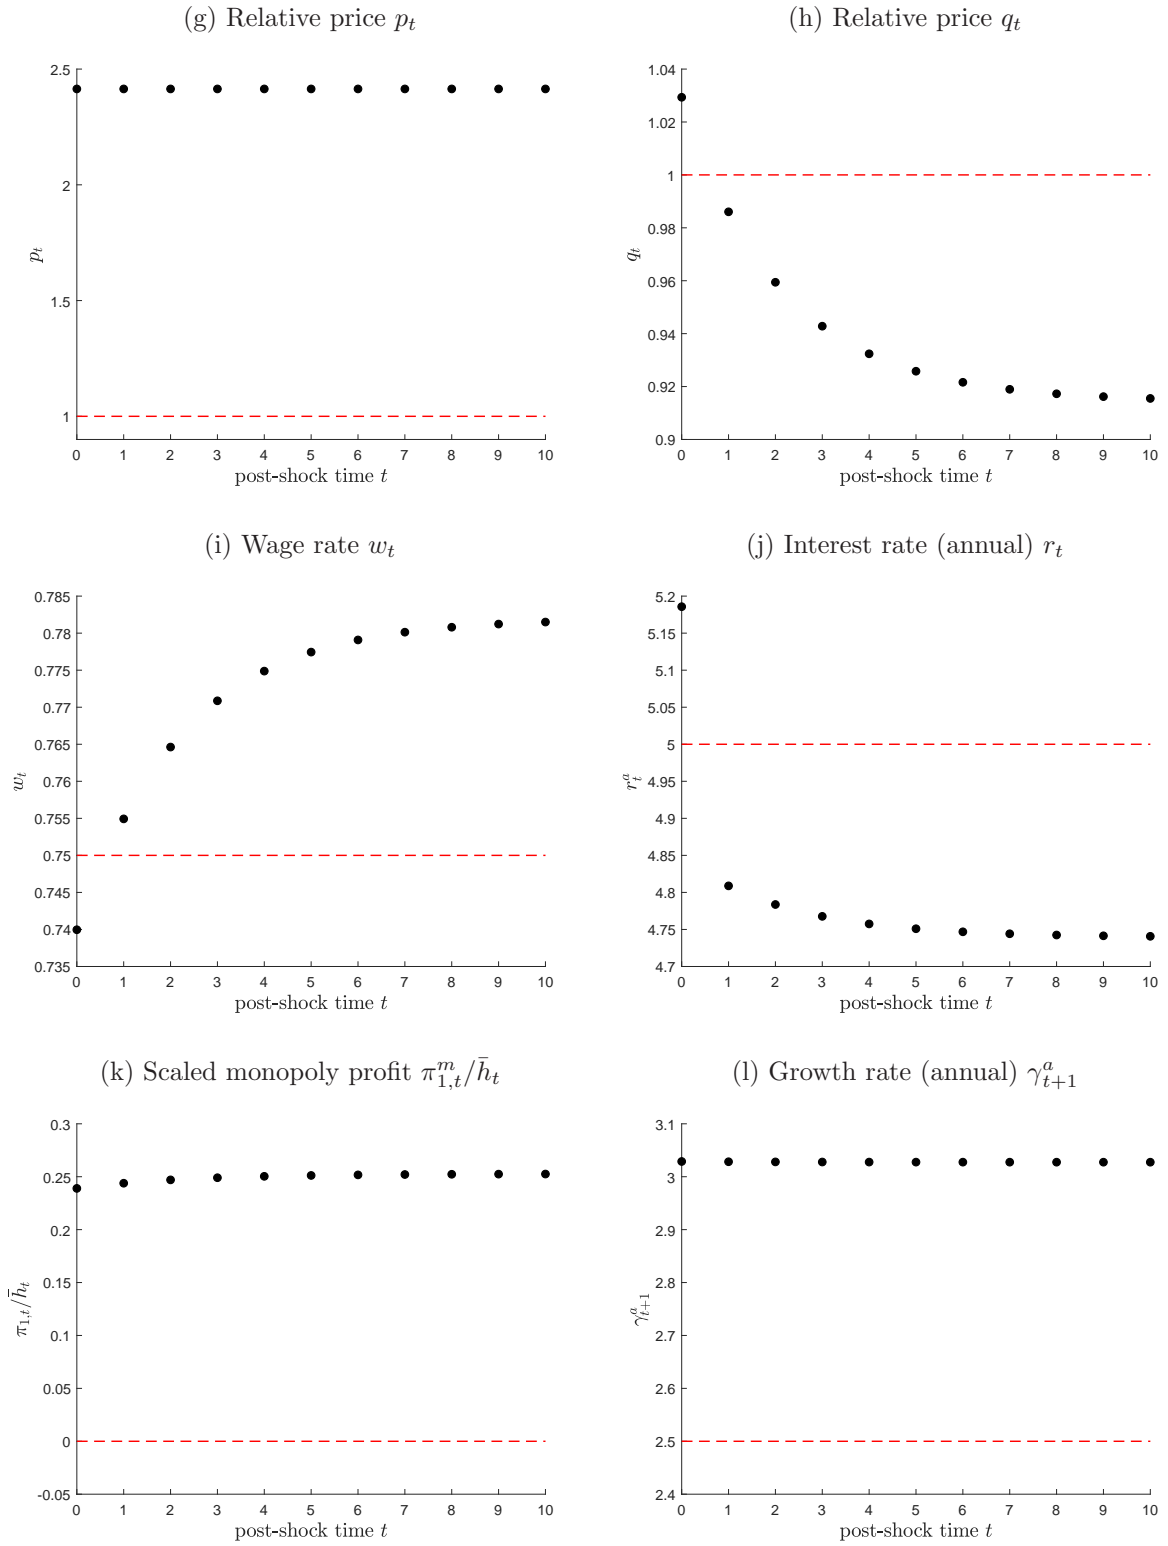 (g) Relative price p_t
2.5
2
1.5
1
p_t
0 1 2 3 4 5 6 7 8 9 10
post-shock time t
(h) Relative price q_t
1.04
1.02
1
0.98
0.96
0.94
0.92
0.9
q_t
0 1 2 3 4 5 6 7 8 9 10
post-shock time t
(i) Wage rate w_t
0.785
0.78
0.775
0.77
0.765
0.76
0.755
0.75
0.745
0.74
0.735
w_t
0 1 2 3 4 5 6 7 8 9 10
post-shock time t
(j) Interest rate (annual) r_t
5.2
5.15
5.1
5.05
5
4.95
4.9
4.85
4.8
4.75
4.7
r_t^a
0 1 2 3 4 5 6 7 8 9 10
post-shock time t
(k) Scaled monopoly profit π_{1,t}^m/h̄_t
0.3
0.25
0.2
0.15
0.1
0.05
0
-0.05
π_{1,t}/h̄_t
0 1 2 3 4 5 6 7 8 9 10
post-shock time t
(l) Growth rate (annual) γ_{t+1}^a
3.1
3
2.9
2.8
2.7
2.6
2.5
2.4
γ_{t+1}^a
0 1 2 3 4 5 6 7 8 9 10
post-shock time t